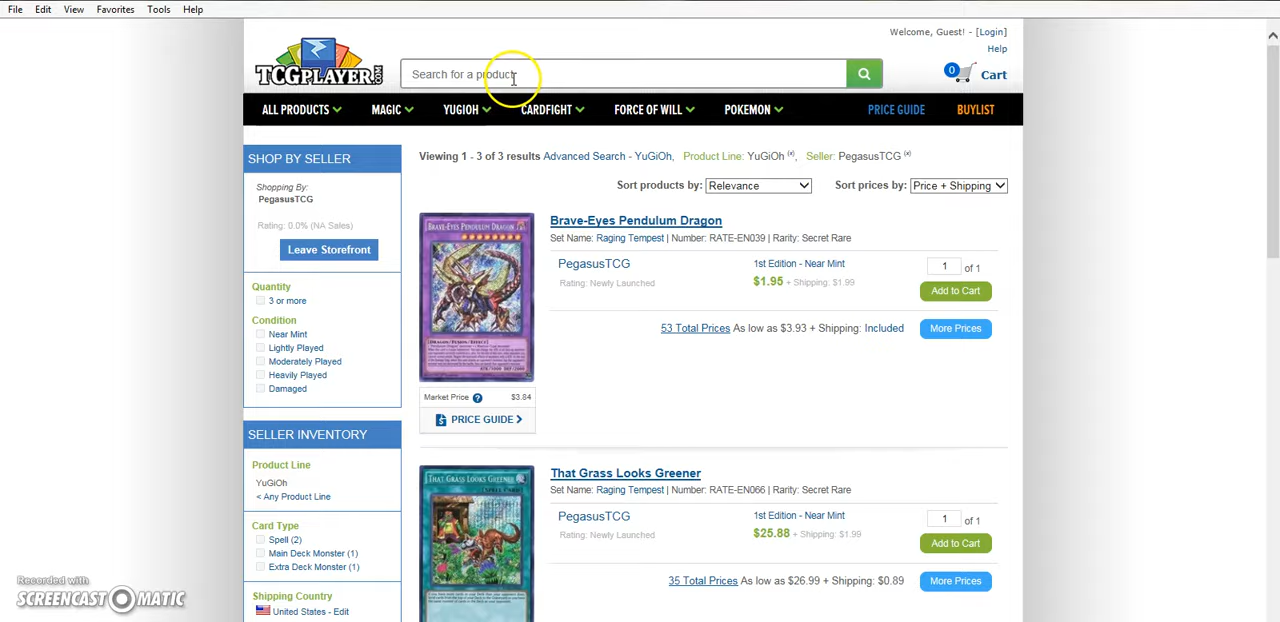 File Edit View Favorites Tools Help
Welcome, Guest! - [Login]
Help
TCGPLAYER.COM
Search for a product
0 Cart
ALL PRODUCTS MAGIC YUGIOH CARDFIGHT FORCE OF WILL POKEMON PRICE GUIDE BUYLIST
SHOP BY SELLER
Shopping By:
PegasusTCG
Rating: 0.0% (NA Sales)
Leave Storefront
Quantity
3 or more
Condition
Near Mint
Lightly Played
Moderately Played
Heavily Played
Damaged
SELLER INVENTORY
Product Line
YuGiOh
< Any Product Line
Card Type
Spell (2)
Main Deck Monster (1)
Extra Deck Monster (1)
Shipping Country
United States - Edit
Viewing 1 - 3 of 3 results Advanced Search - YuGiOh, Product Line: YuGiOh (x), Seller: PegasusTCG (x)
Sort products by: Relevance Sort prices by: Price + Shipping
BRAVE-EYES PENDULUM DRAGON
Brave-Eyes Pendulum Dragon
Set Name: Raging Tempest | Number: RATE-EN039 | Rarity: Secret Rare
PegasusTCG 1st Edition - Near Mint 1 of 1
Rating: Newly Launched $1.95 + Shipping: $1.99 Add to Cart
53 Total Prices As low as $3.93 + Shipping: Included More Prices
Market Price ? $3.84
PRICE GUIDE
THAT GRASS LOOKS GREENER
That Grass Looks Greener
Set Name: Raging Tempest | Number: RATE-EN066 | Rarity: Secret Rare
PegasusTCG 1st Edition - Near Mint 1 of 1
Rating: Newly Launched $25.88 + Shipping: $1.99 Add to Cart
35 Total Prices As low as $26.99 + Shipping: $0.89 More Prices
Recorded with
SCREENCAST-O-MATIC